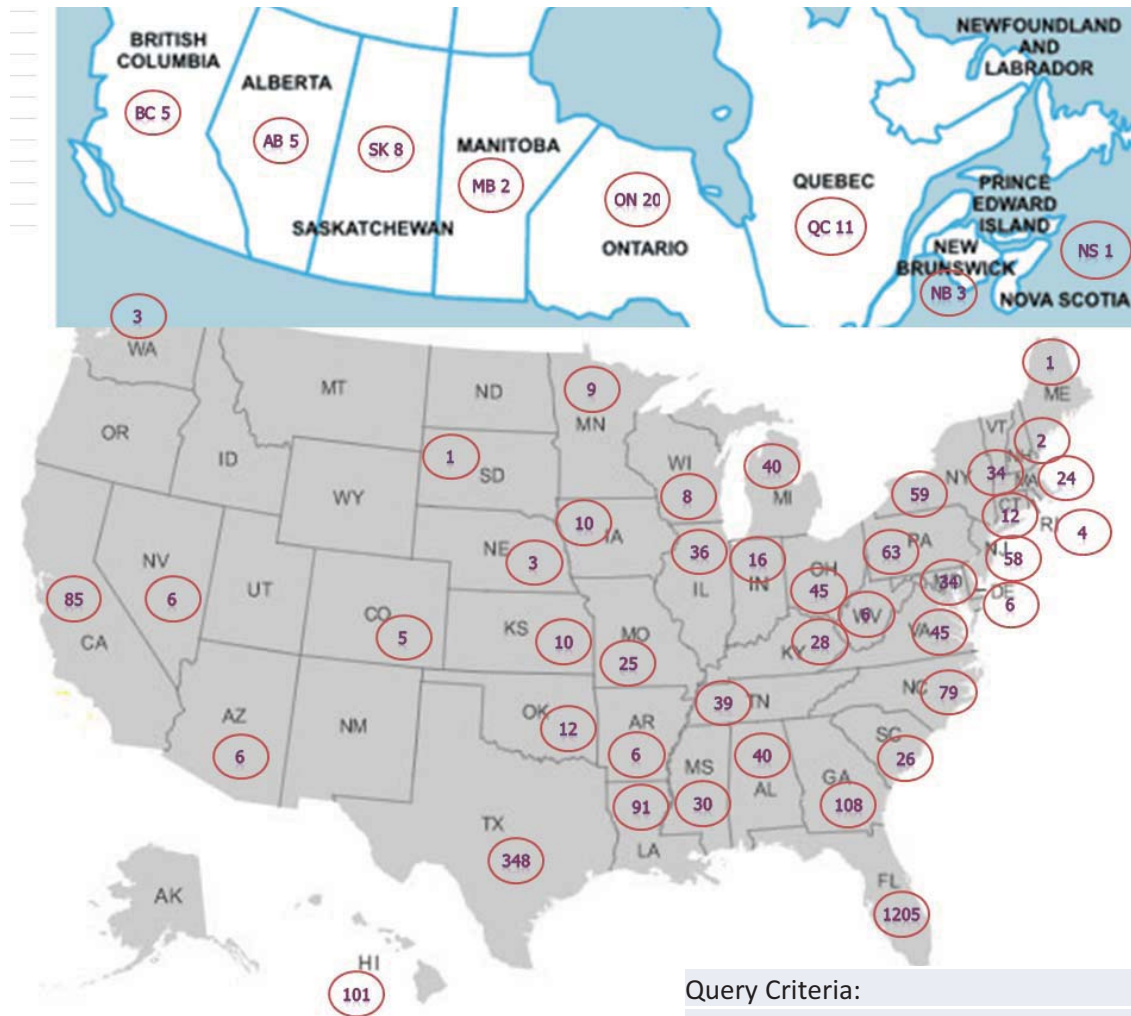 BRITISH
COLUMBIA
BC 5
ALBERTA
AB 5
SK 8
SASKATCHEWAN
MANITOBA
MB 2
ON 20
ONTARIO
QUEBEC
QC 11
NEWFOUNDLAND
AND
LABRADOR
PRINCE
EDWARD
ISLAND
NEW
BRUNSWICK
NB 3
NS 1
NOVA SCOTIA
3
WA
MT
ND
9
MN
1
ME
OR
ID
1
SD
WI
8
40
MI
VT
NH
2
NY
59
34
MA
24
WY
10
IA
CT
12
RI
4
NV
6
NE
3
36
IL
16
IN
OH
45
PA
63
NJ
58
85
CA
UT
CO
5
KS
10
MO
25
KY
28
WV
6
MD
34
DE
6
VA
45
AZ
6
NM
OK
12
AR
6
39
TN
NC
79
SC
26
MS
30
40
AL
GA
108
91
LA
TX
348
FL
1205
AK
HI
101
Query Criteria: